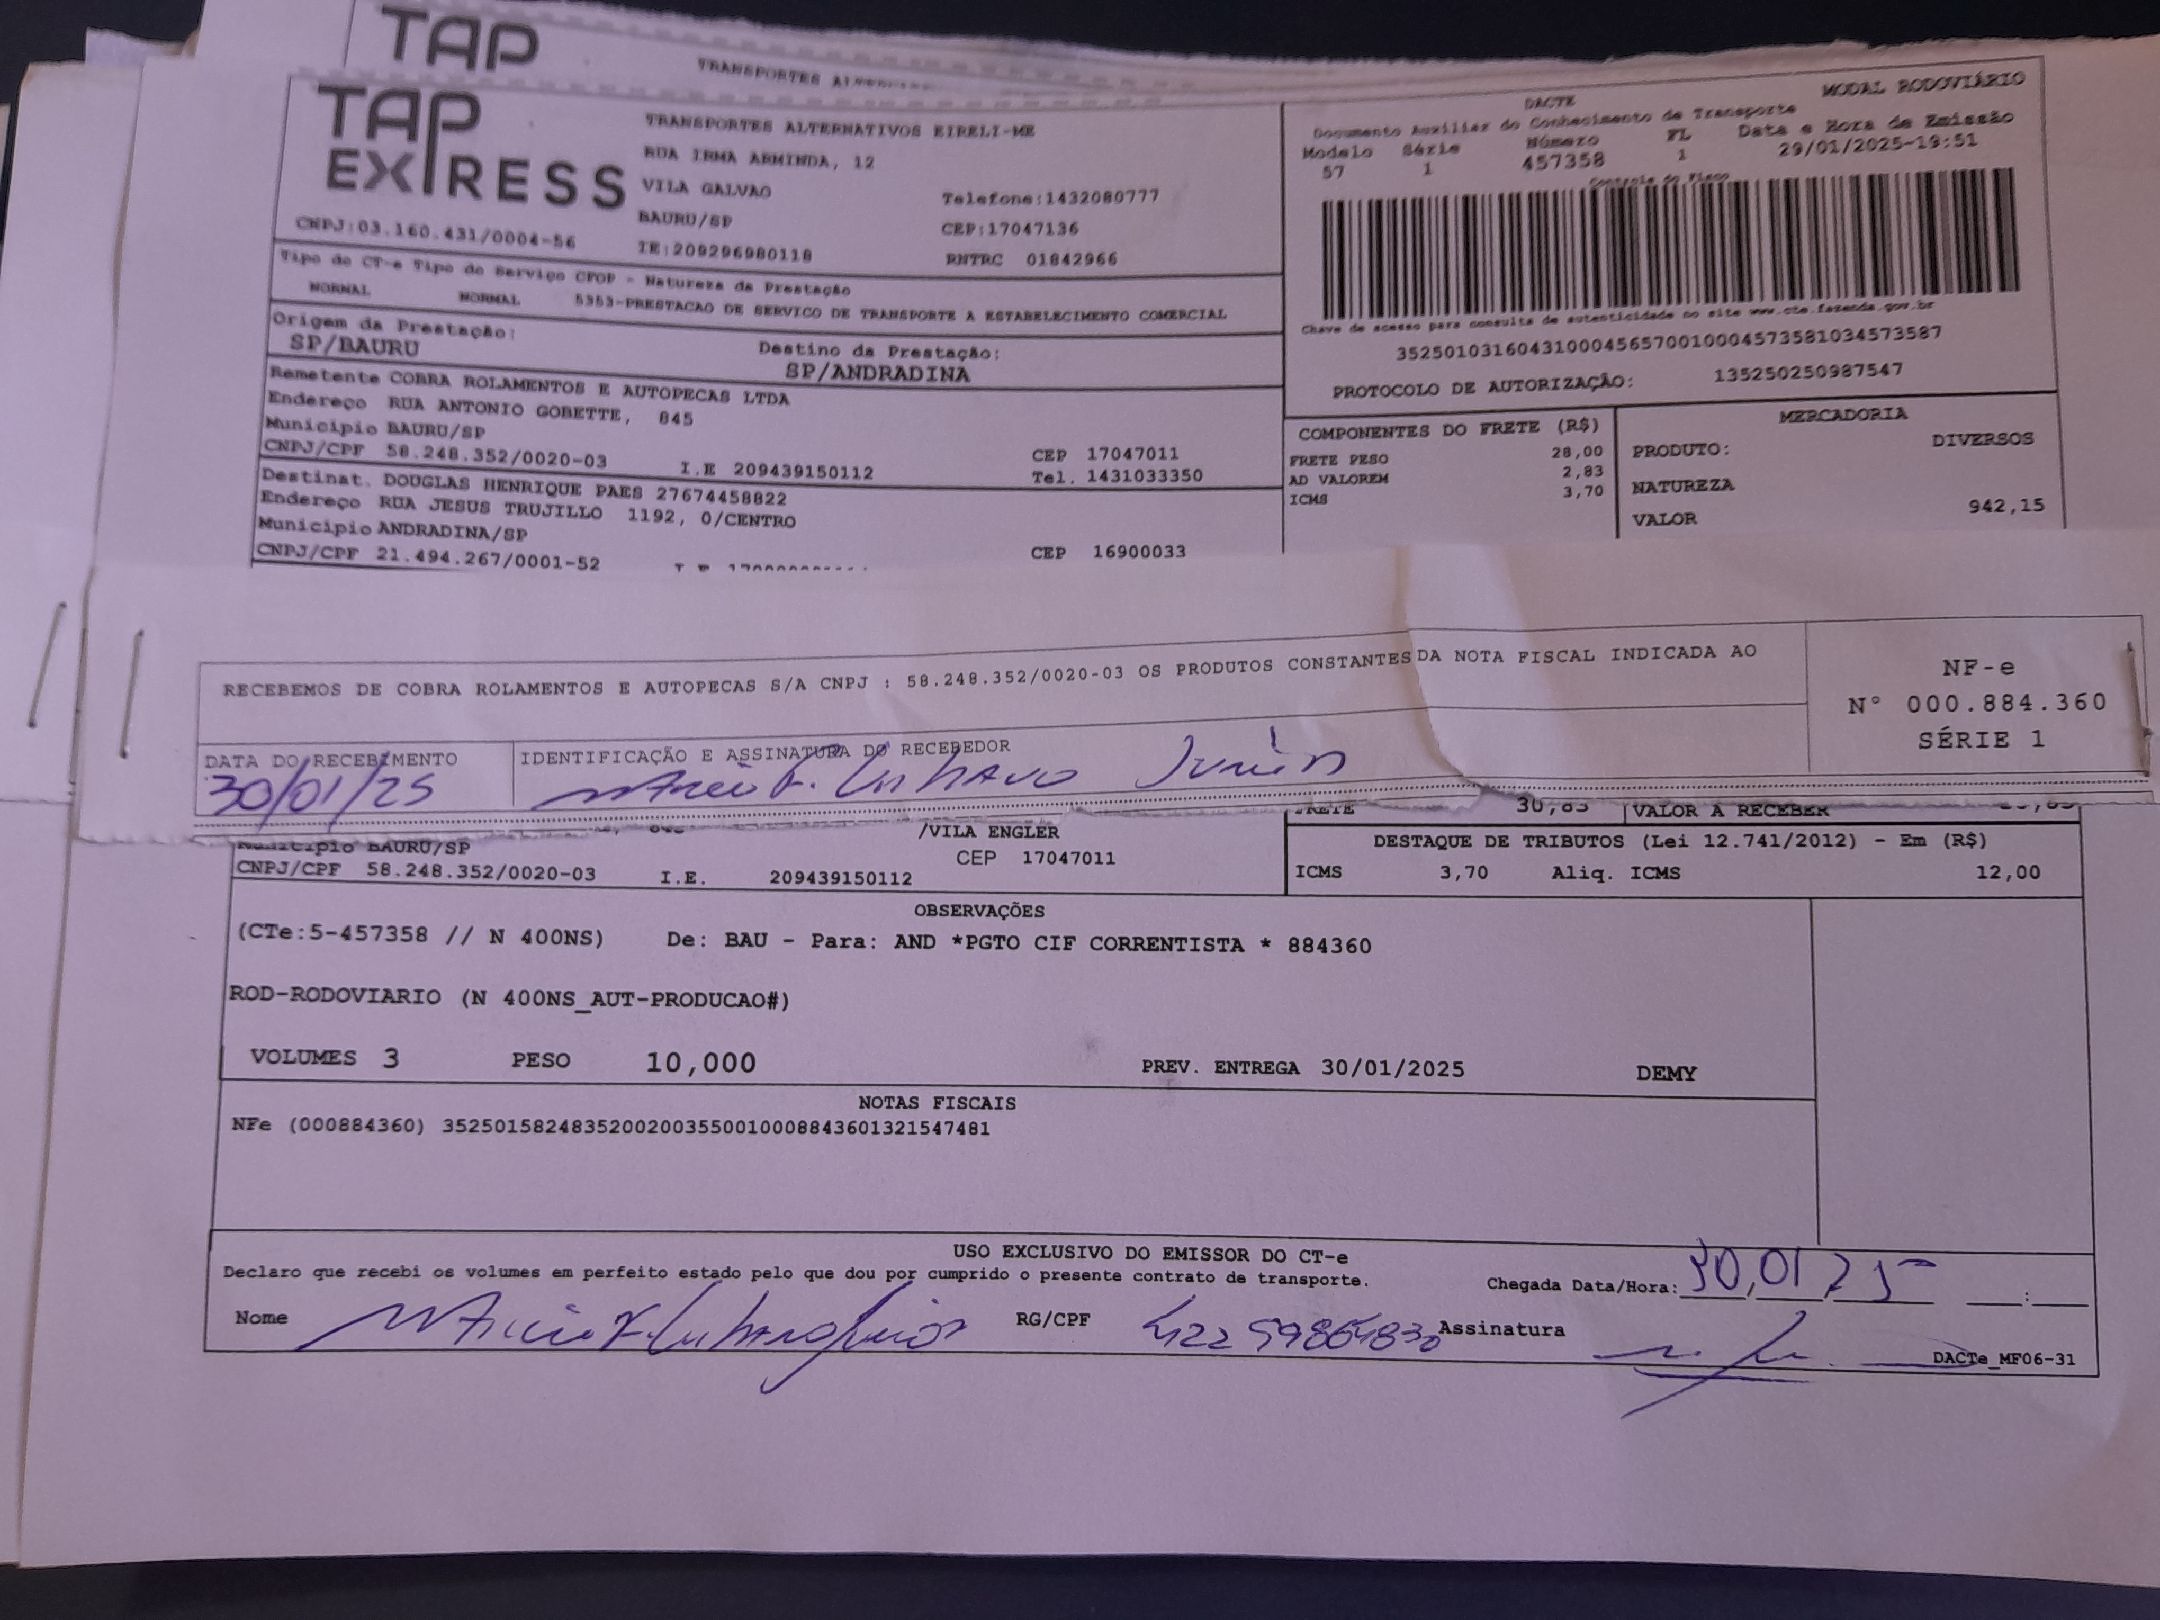 TAP
TRANSPORTES
TAP EXPRESS
TRANSPORTES ALTERNATIVOS EIRELI-ME
RUA IRMA ARMINDA, 12
VILA GALVAO
Telefone:1432080777
BAURU/SP
CEP:17047136
CNPJ:03.160.431/0004-56
IE:209296980118
RNTRC 01842966
MODAL RODOVIÁRIO
DACTE
Documento Auxiliar do Conhecimento de Transporte
Modelo Série Número FL Data e Hora de Emissão
57 1 457358 1 29/01/2025-19:51
Controle do Fisco
Chave de acesso para consulta de autenticidade no site www.cte.fazenda.gov.br
35250103160431000456570010004573581034573587
PROTOCOLO DE AUTORIZAÇÃO: 135250250987547
Tipo do CT-e Tipo do Serviço CFOP - Natureza da Prestação
NORMAL NORMAL 5353-PRESTACAO DE SERVICO DE TRANSPORTE A ESTABELECIMENTO COMERCIAL
Origem da Prestação:
SP/BAURU
Destino da Prestação:
SP/ANDRADINA
Remetente COBRA ROLAMENTOS E AUTOPECAS LTDA
Endereço RUA ANTONIO GOBETTE, 845
Município BAURU/SP
CEP 17047011
CNPJ/CPF 58.248.352/0020-03 I.E 209439150112 Tel. 1431033350
Destinat. DOUGLAS HENRIQUE PAES 27674458822
Endereço RUA JESUS TRUJILLO 1192, 0/CENTRO
Município ANDRADINA/SP
CEP 16900033
CNPJ/CPF 21.494.267/0001-52
COMPONENTES DO FRETE (R$)
FRETE PESO 28,00
AD VALOREM 2,83
ICMS 3,70
MERCADORIA
PRODUTO: DIVERSOS
NATUREZA
VALOR 942,15
RECEBEMOS DE COBRA ROLAMENTOS E AUTOPECAS S/A CNPJ : 58.248.352/0020-03 OS PRODUTOS CONSTANTES DA NOTA FISCAL INDICADA AO
NF-e
N° 000.884.360
SÉRIE 1
DATA DO RECEBIMENTO
30/01/25
IDENTIFICAÇÃO E ASSINATURA DO RECEBEDOR
Junior
FRETE 30,83 VALOR A RECEBER
/VILA ENGLER
Município BAURU/SP
CEP 17047011
CNPJ/CPF 58.248.352/0020-03 I.E. 209439150112
DESTAQUE DE TRIBUTOS (Lei 12.741/2012) - Em (R$)
ICMS 3,70 Aliq. ICMS 12,00
OBSERVAÇÕES
(CTe:5-457358 // N 400NS) De: BAU - Para: AND *PGTO CIF CORRENTISTA * 884360
ROD-RODOVIARIO (N 400NS_AUT-PRODUCAO#)
VOLUMES 3 PESO 10,000 PREV. ENTREGA 30/01/2025 DEMY
NOTAS FISCAIS
NFe (000884360) 35250158248352002003550010008843601321547481
USO EXCLUSIVO DO EMISSOR DO CT-e
Declaro que recebi os volumes em perfeito estado pelo que dou por cumprido o presente contrato de transporte.
Chegada Data/Hora: 30,01,25 :
Nome RG/CPF Assinatura
DACTe_MF06-31